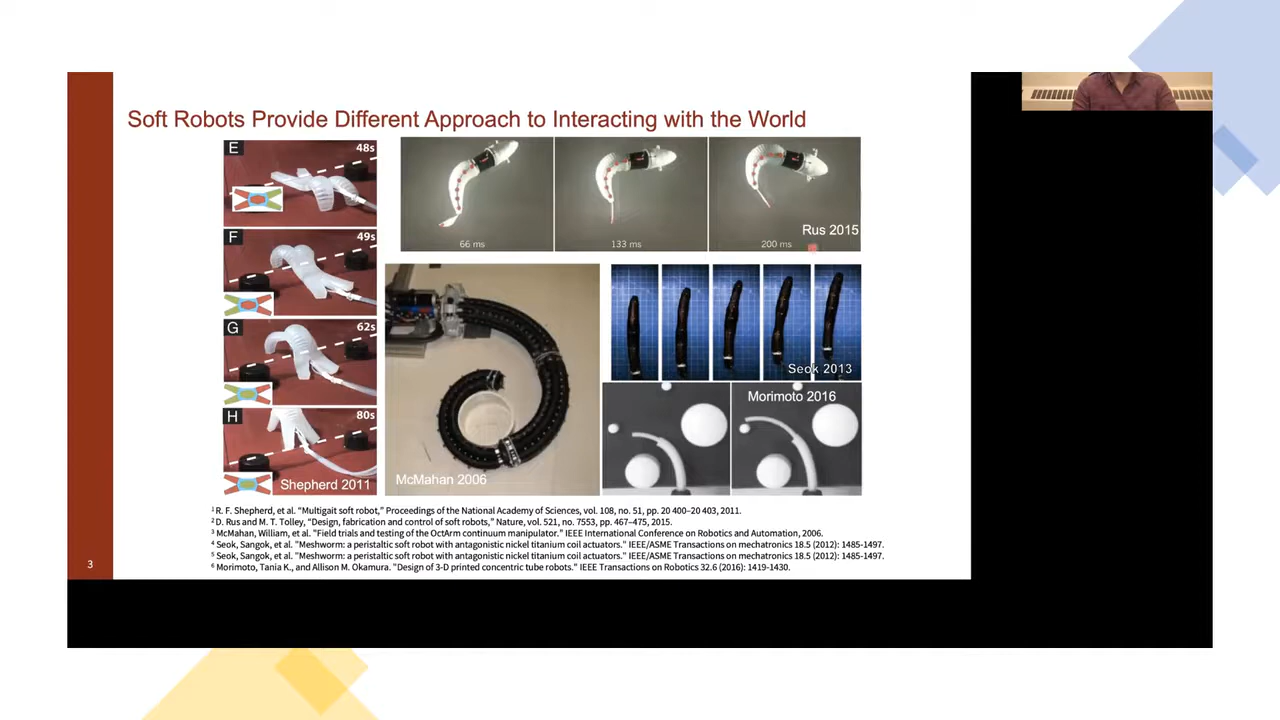 Soft Robots Provide Different Approach to Interacting with the World
E
48s
F
49s
G
62s
H
80s
Shepherd 2011
66 ms
133 ms
200 ms
Rus 2015
McMahan 2006
Seok 2013
Morimoto 2016
1 R. F. Shepherd, et al. “Multigait soft robot,” Proceedings of the National Academy of Sciences, vol. 108, no. 51, pp. 20 400–20 403, 2011.
2 D. Rus and M. T. Tolley, “Design, fabrication and control of soft robots,” Nature, vol. 521, no. 7553, pp. 467–475, 2015.
3 McMahan, William, et al. "Field trials and testing of the OctArm continuum manipulator." IEEE International Conference on Robotics and Automation, 2006.
4 Seok, Sangok, et al. "Meshworm: a peristaltic soft robot with antagonistic nickel titanium coil actuators." IEEE/ASME Transactions on mechatronics 18.5 (2012): 1485-1497.
5 Seok, Sangok, et al. "Meshworm: a peristaltic soft robot with antagonistic nickel titanium coil actuators." IEEE/ASME Transactions on mechatronics 18.5 (2012): 1485-1497.
6 Morimoto, Tania K., and Allison M. Okamura. "Design of 3-D printed concentric tube robots." IEEE Transactions on Robotics 32.6 (2016): 1419-1430.
3